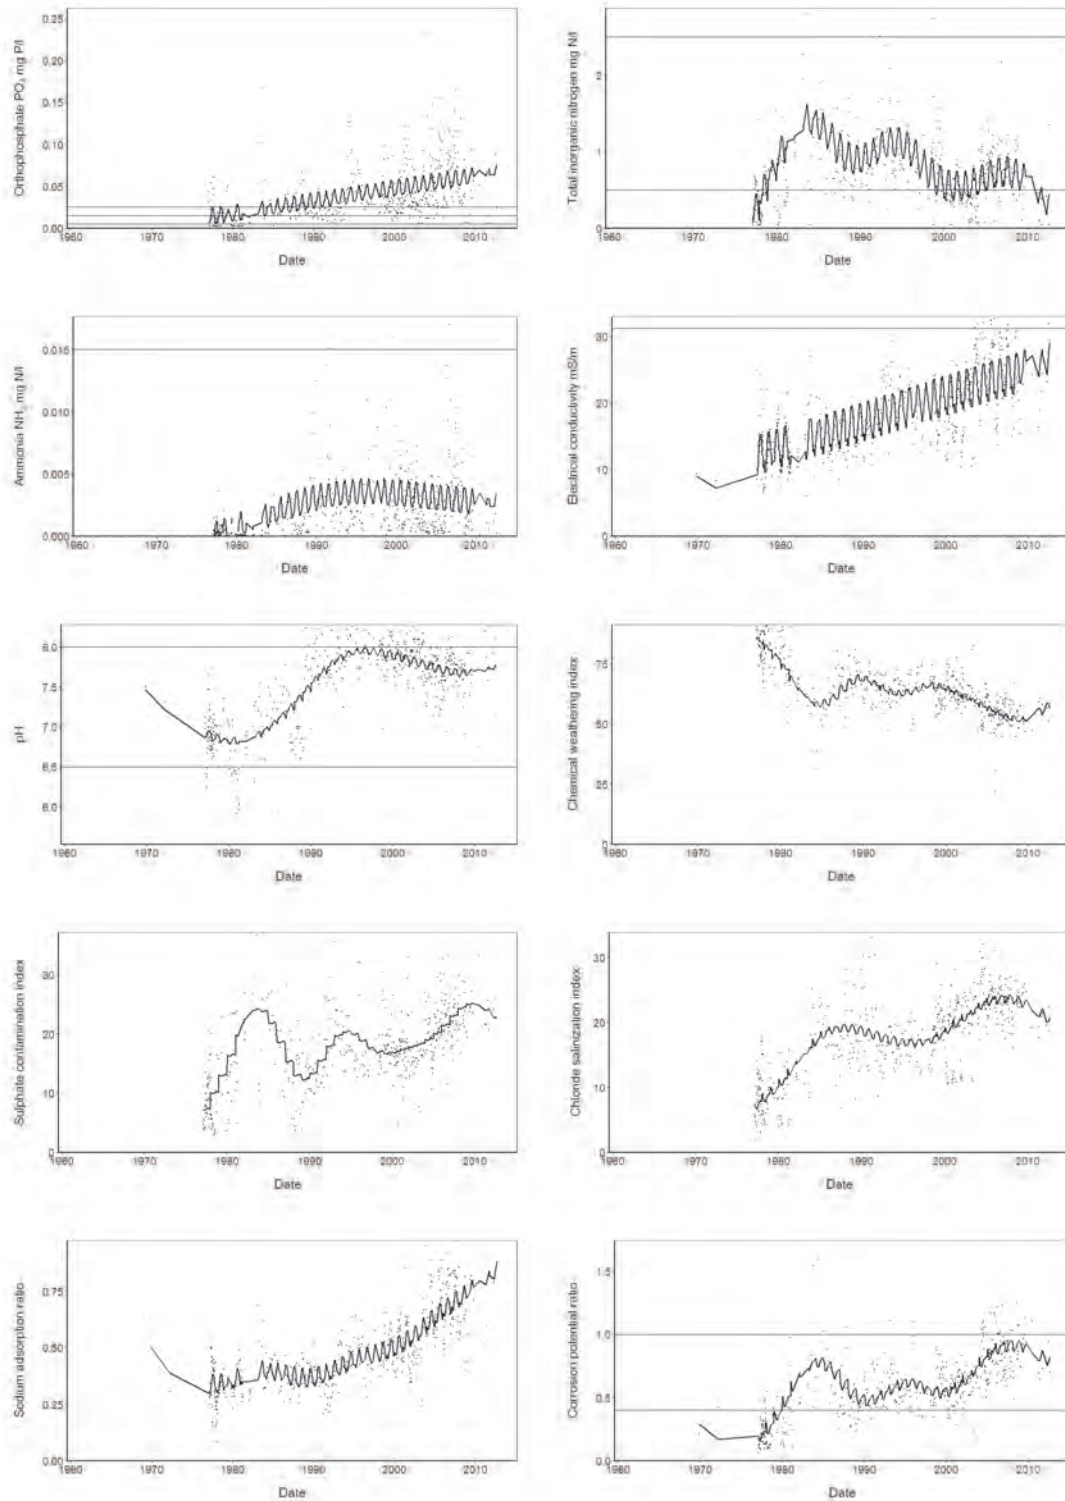 Orthophosphate PO₄ mg P/l
0.25
0.20
0.15
0.10
0.05
0.00
1960 1970 1980 1990 2000 2010
Date
Total inorganic nitrogen mg N/l
2
1
0
1960 1970 1980 1990 2000 2010
Date
Ammonia NH₃ mg N/l
0.015
0.010
0.005
0.000
1960 1970 1980 1990 2000 2010
Date
Electrical conductivity mS/m
30
20
10
0
1960 1970 1980 1990 2000 2010
Date
pH
8.0
7.5
7.0
6.5
6.0
1960 1970 1980 1990 2000 2010
Date
Chemical weathering index
75
50
25
0
1960 1970 1980 1990 2000 2010
Date
Sulphate contamination index
30
20
10
0
1960 1970 1980 1990 2000 2010
Date
Chloride salinization index
30
20
10
0
1960 1970 1980 1990 2000 2010
Date
Sodium adsorption ratio
0.75
0.50
0.25
0.00
1960 1970 1980 1990 2000 2010
Date
Corrosion potential ratio
1.5
1.0
0.5
0.0
1960 1970 1980 1990 2000 2010
Date